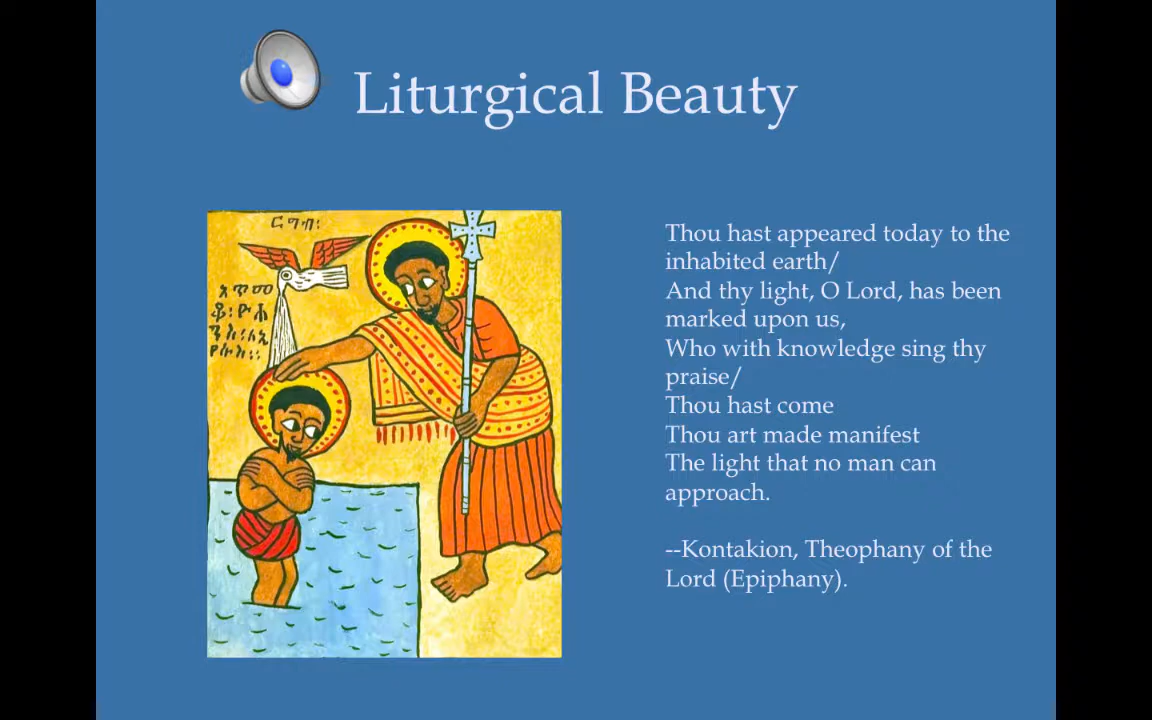 Liturgical Beauty
ርግብ፡
Thou hast appeared today to the
inhabited earth/
And thy light, O Lord, has been
marked upon us,
Who with knowledge sing thy
praise/
Thou hast come
Thou art made manifest
The light that no man can
approach.
--Kontakion, Theophany of the
Lord (Epiphany).